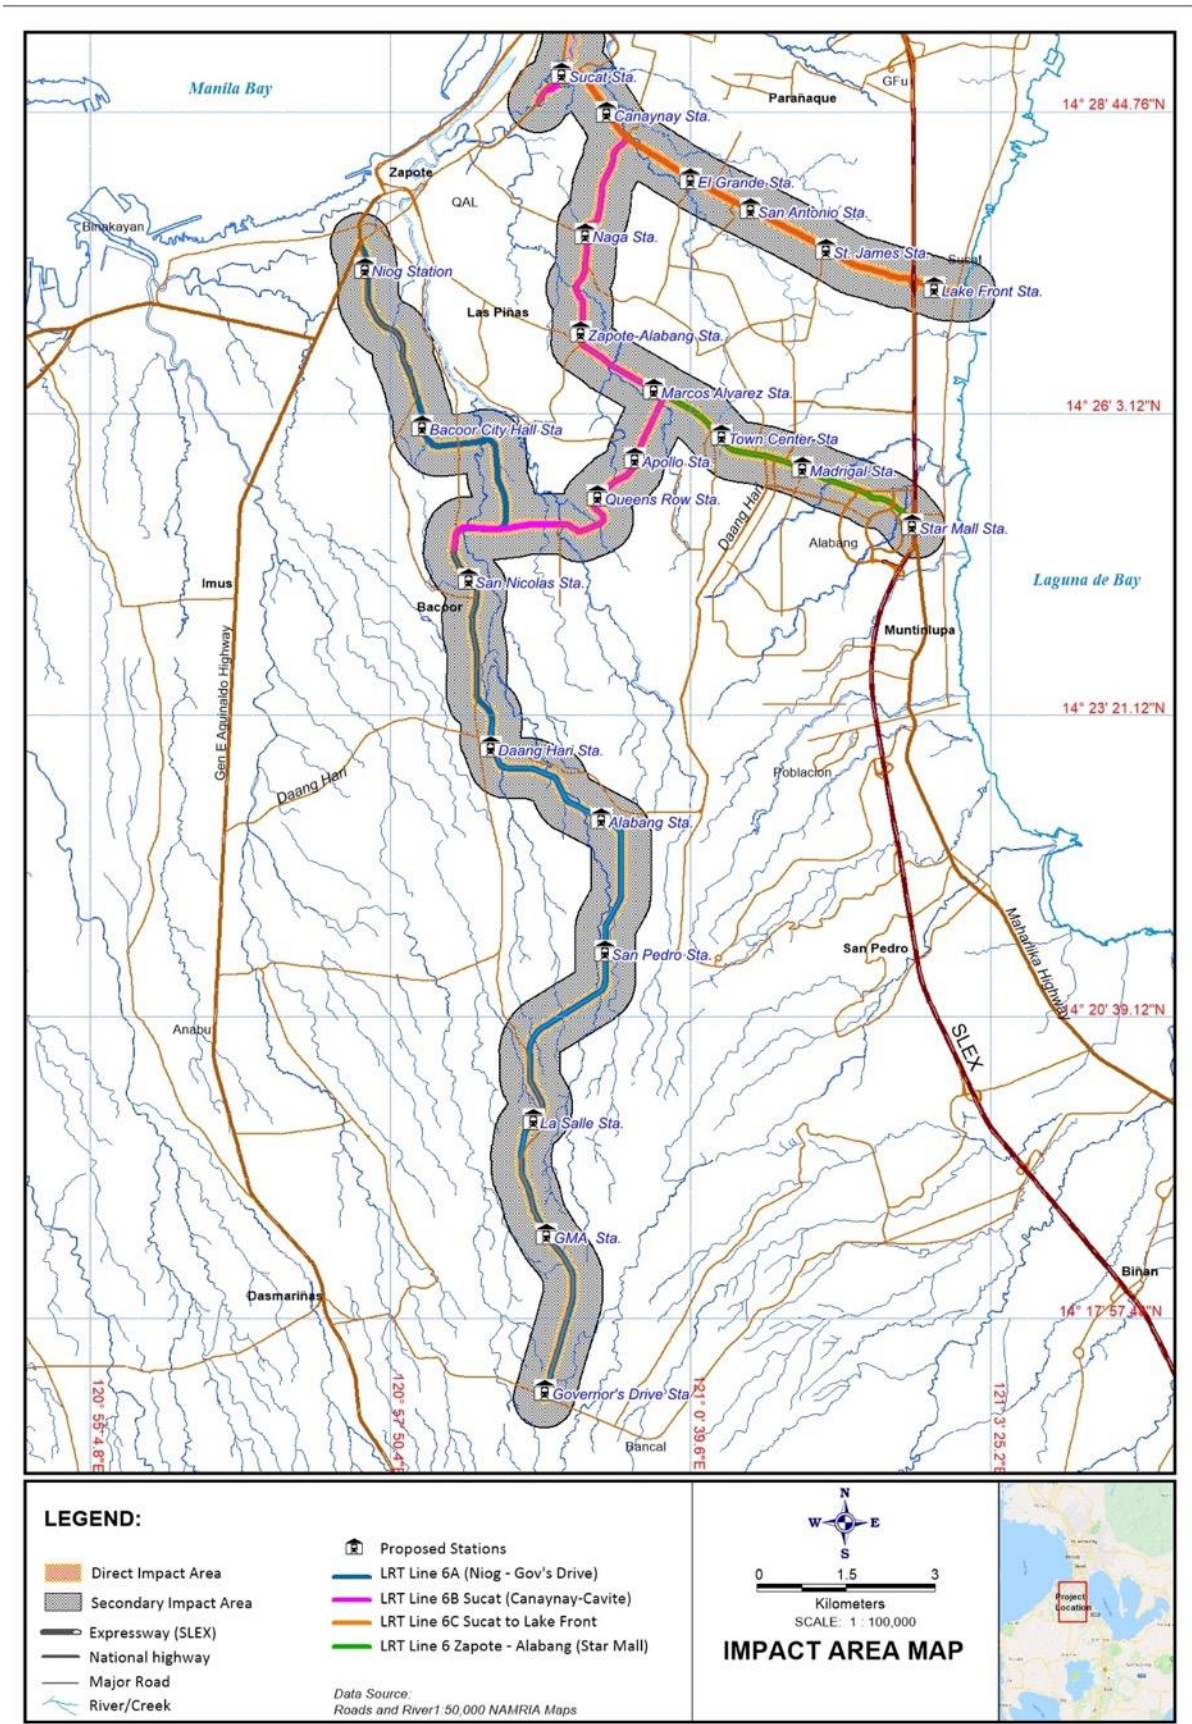 Manila Bay
GFu
Parañaque
14° 28' 44.76"N
Sucat Sta.
Canaynay Sta.
Zapote
El Grande Sta.
QAL
San Antonio Sta.
Binakayan
Naga Sta.
St. James Sta.
Sucat
Niog Station
Lake Front Sta.
Las Piñas
Zapote-Alabang Sta.
Marcos Alvarez Sta.
14° 26' 3.12"N
Bacoor City Hall Sta
Town Center Sta
Apollo Sta.
Madrigal Sta.
Queens Row Sta.
Daang Hari
Star Mall Sta.
Alabang
San Nicolas Sta.
Imus
Laguna de Bay
Bacoor
Muntinlupa
Gen E Aguinaldo Highway
14° 23' 21.12"N
Daang Hari Sta.
Poblacion
Daang Hari
Alabang Sta.
San Pedro Sta.
San Pedro
Maharlika Highway
14° 20' 39.12"N
Anabu
SLEX
La Salle Sta.
GMA Sta.
Biñan
Dasmariñas
14° 17' 57.48"N
Governor's Drive Sta
Bancal
120° 55' 4.8"E
120° 57' 50.4"E
121° 0' 39.6"E
121° 3' 25.2"E
LEGEND:
Direct Impact Area
Secondary Impact Area
Expressway (SLEX)
National highway
Major Road
River/Creek
Proposed Stations
LRT Line 6A (Niog - Gov's Drive)
LRT Line 6B Sucat (Canaynay-Cavite)
LRT Line 6C Sucat to Lake Front
LRT Line 6 Zapote - Alabang (Star Mall)
Data Source:
Roads and River1:50,000 NAMRIA Maps
N
W E
S
0 1.5 3
Kilometers
SCALE: 1 : 100,000
IMPACT AREA MAP
Project
Location